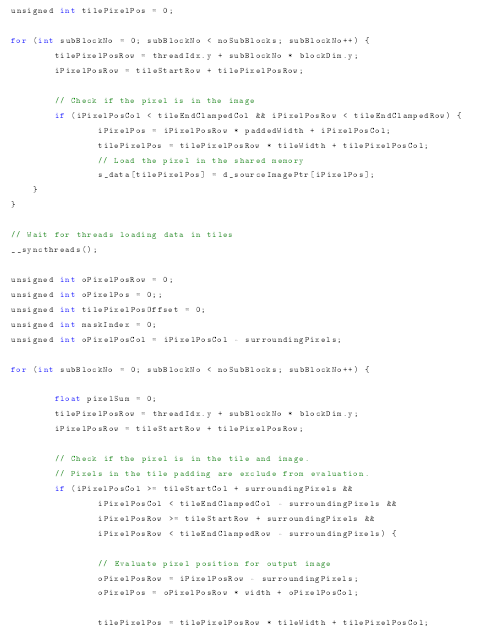 unsigned int tilePixelPos = 0;
for (int subBlockNo = 0; subBlockNo < noSubBlocks; subBlockNo++) {
tilePixelPosRow = threadIdx.y + subBlockNo * blockDim.y;
iPixelPosRow = tileStartRow + tilePixelPosRow;
// Check if the pixel is in the image
if (iPixelPosCol < tileEndClampedCol && iPixelPosRow < tileEndClampedRow) {
iPixelPos = iPixelPosRow * paddedWidth + iPixelPosCol;
tilePixelPos = tilePixelPosRow * tileWidth + tilePixelPosCol;
// Load the pixel in the shared memory
s_data[tilePixelPos] = d_sourceImagePtr[iPixelPos];
}
}
// Wait for threads loading data in tiles
__syncthreads();
unsigned int oPixelPosRow = 0;
unsigned int oPixelPos = 0;;
unsigned int tilePixelPosOffset = 0;
unsigned int maskIndex = 0;
unsigned int oPixelPosCol = iPixelPosCol - surroundingPixels;
for (int subBlockNo = 0; subBlockNo < noSubBlocks; subBlockNo++) {
float pixelSum = 0;
tilePixelPosRow = threadIdx.y + subBlockNo * blockDim.y;
iPixelPosRow = tileStartRow + tilePixelPosRow;
// Check if the pixel is in the tile and image.
// Pixels in the tile padding are exclude from evaluation.
if (iPixelPosCol >= tileStartCol + surroundingPixels &&
iPixelPosCol < tileEndClampedCol - surroundingPixels &&
iPixelPosRow >= tileStartRow + surroundingPixels &&
iPixelPosRow < tileEndClampedRow - surroundingPixels) {
// Evaluate pixel position for output image
oPixelPosRow = iPixelPosRow - surroundingPixels;
oPixelPos = oPixelPosRow * width + oPixelPosCol;
tilePixelPos = tilePixelPosRow * tileWidth + tilePixelPosCol;